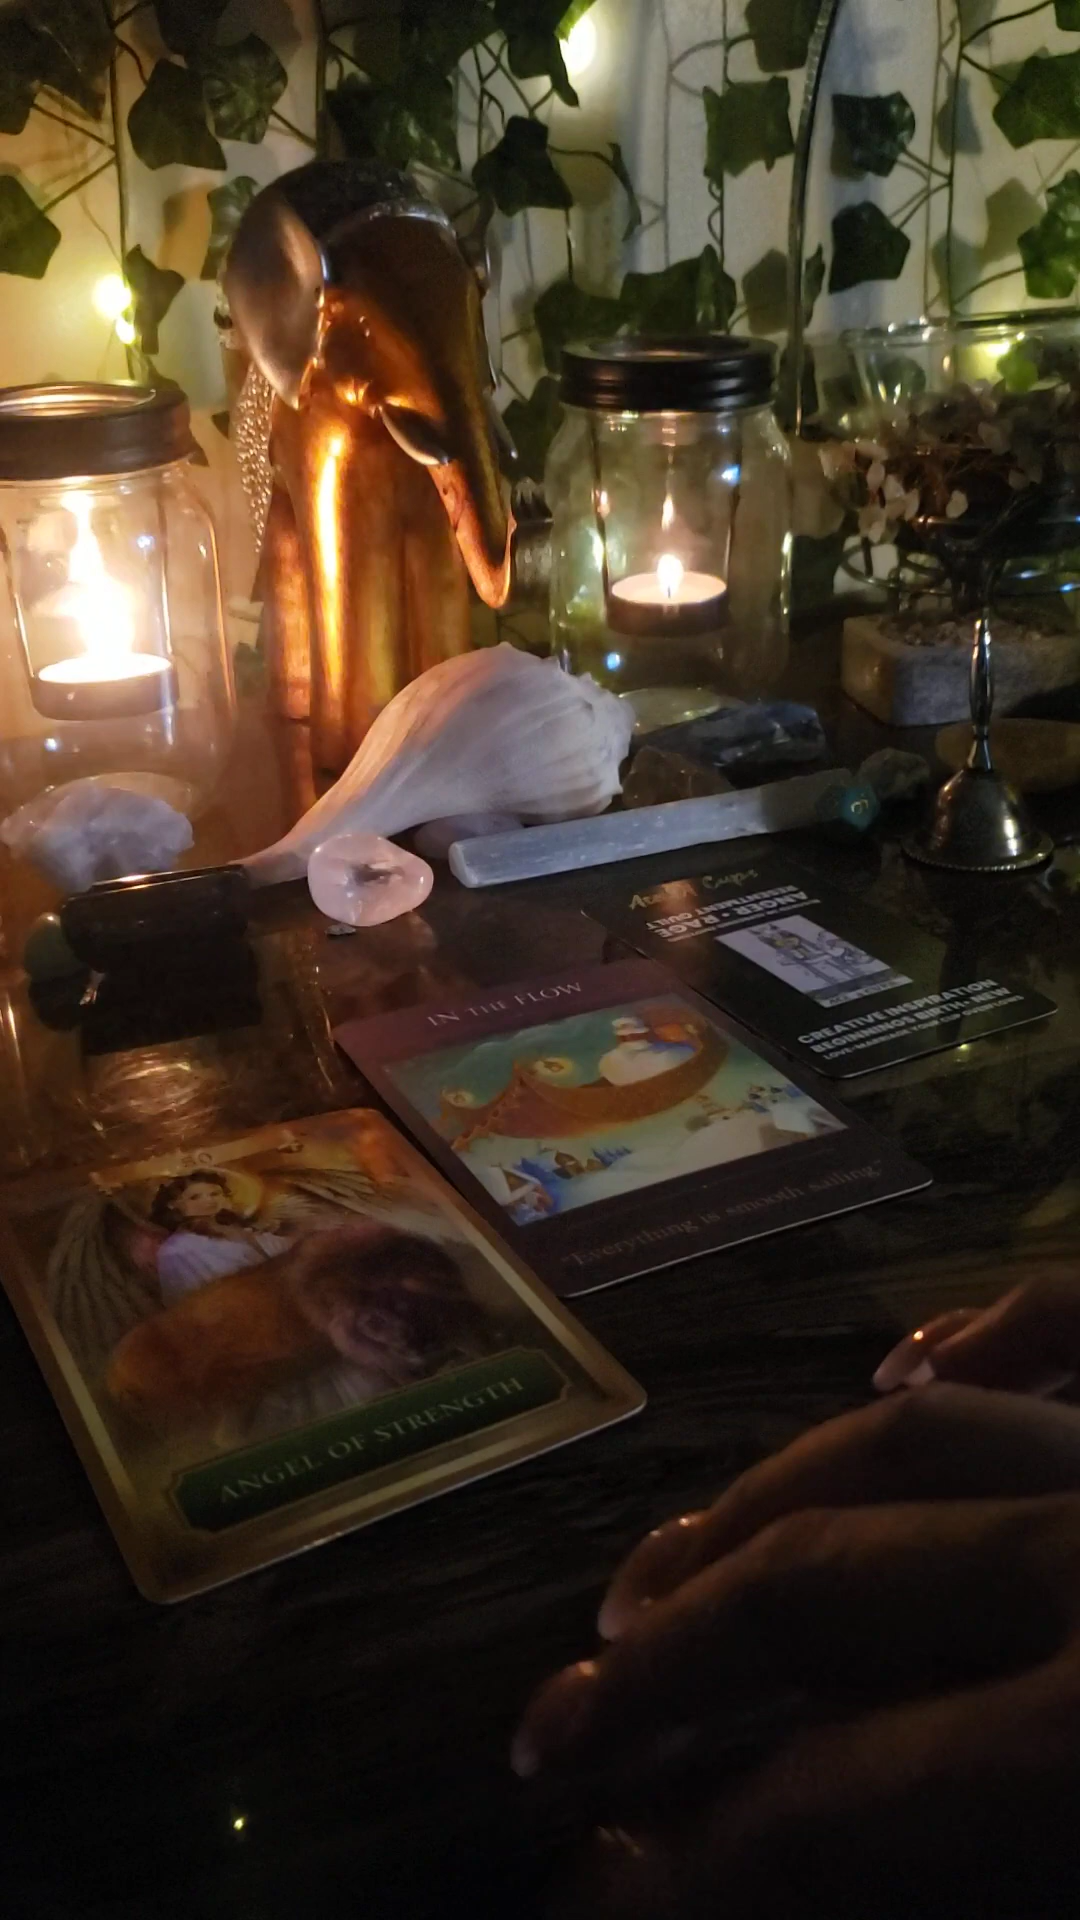 IN THE FLOW
"Everything is smooth sailing"
ANGEL OF STRENGTH
Cups
ANGER • RAGE
RESENTMENT GUILT
CREATIVE INSPIRATION
BEGINNINGS BIRTH • NEW